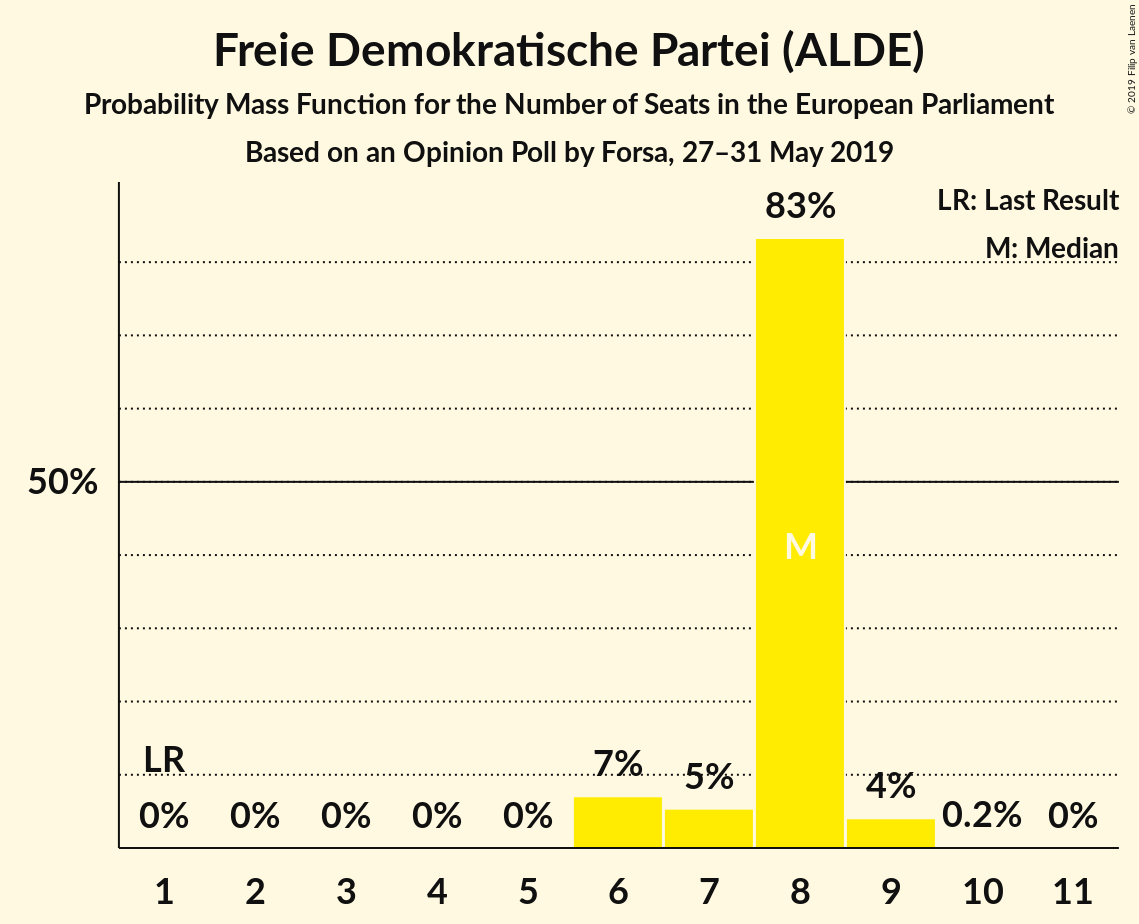 Freie Demokratische Partei (ALDE)
Probability Mass Function for the Number of Seats in the European Parliament
Based on an Opinion Poll by Forsa, 27–31 May 2019
© 2019 Filip van Laenen
LR: Last Result
M: Median
83%
50%
M
LR
0%
0%
0%
0%
0%
7%
5%
4%
0.2%
0%
1 2 3 4 5 6 7 8 9 10 11